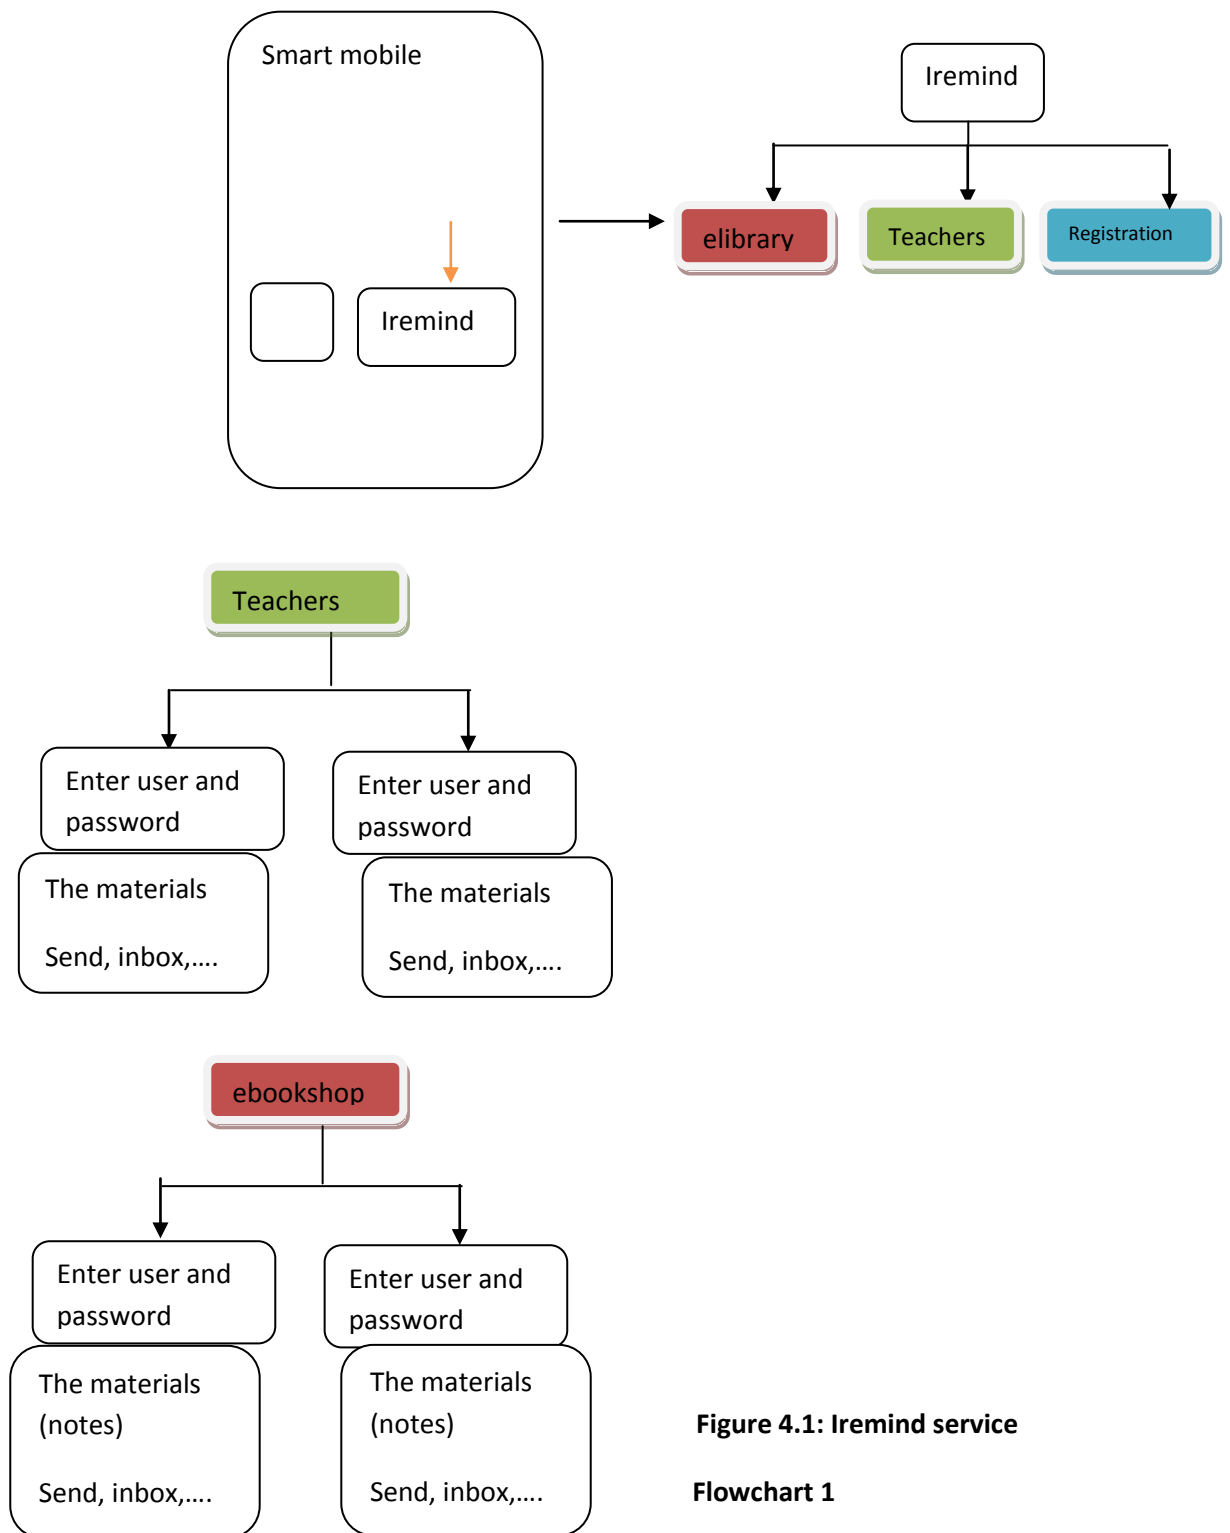 Smart mobile
Iremind
Iremind
elibrary
Teachers
Registration
Teachers
Enter user and
password
The materials
Send, inbox,....
Enter user and
password
The materials
Send, inbox,....
ebookshop
Enter user and
password
The materials
(notes)
Send, inbox,....
Enter user and
password
The materials
(notes)
Send, inbox,....
Figure 4.1: Iremind service
Flowchart 1